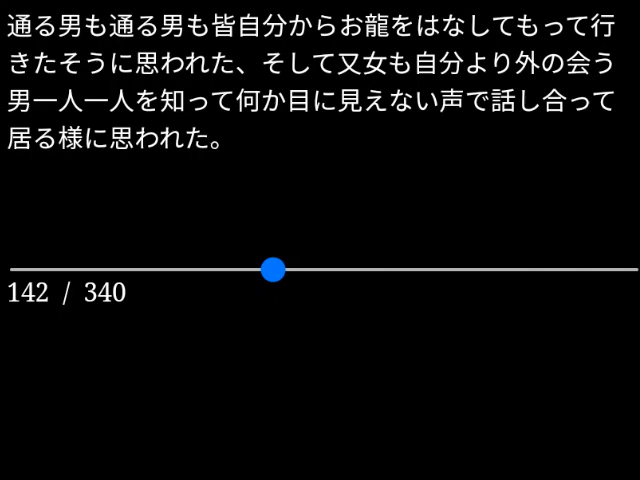 通る男も通る男も皆自分からお龍をはなしてもって行
きたそうに思われた、そして又女も自分より外の会う
男一人一人を知って何か目に見えない声で話し合って
居る様に思われた。
142 / 340